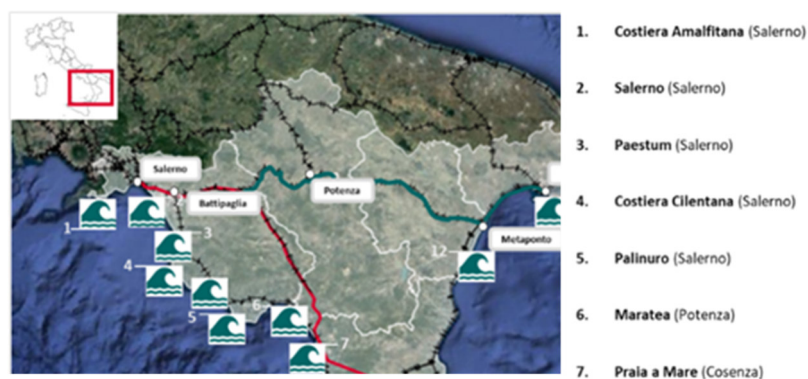 Salerno
Battipaglia
Potenza
Metaponto
1
3
4
5
6
7
12
1. Costiera Amalfitana (Salerno)
2. Salerno (Salerno)
3. Paestum (Salerno)
4. Costiera Cilentana (Salerno)
5. Palinuro (Salerno)
6. Maratea (Potenza)
7. Praia a Mare (Cosenza)